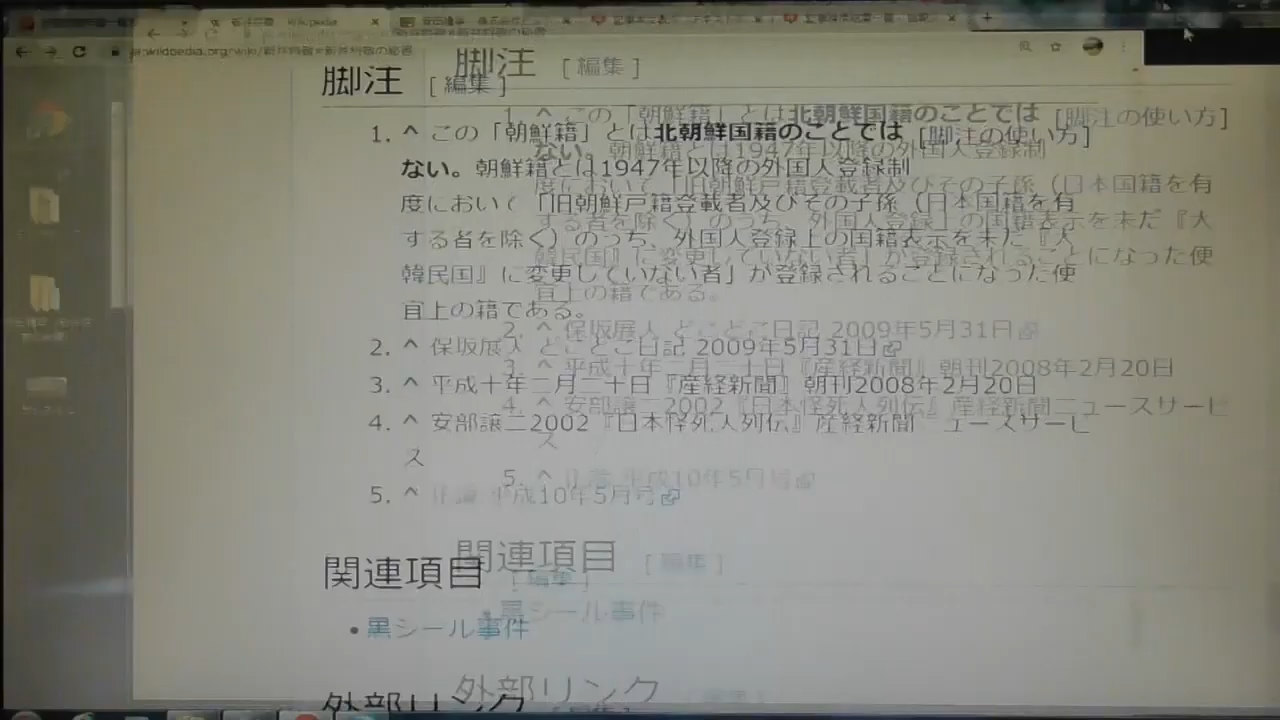 脚注 [ 編集 ]
1. ^ この「朝鮮籍」とは北朝鮮国籍のことでは [脚注の使い方]
ない。朝鮮籍とは1947年以降の外国人登録制
度において「旧朝鮮戸籍登載者及びその子孫（日本国籍を有
する者を除く）のうち、外国人登録上の国籍表示を未だ『大
韓民国』に変更していない者」が登録されることになった便
宜上の籍である。
2. ^ 保坂展人 どこどこ日記 2009年5月31日
3. ^ 平成十年二月二十日『産経新聞』朝刊2008年2月20日
4. ^ 安部譲二2002『日本怪死人列伝』産経新聞ニュースサービ
ス
5. ^ 平成10年5月号
関連項目 [ 編集 ]
• 黒シール事件
外部リンク